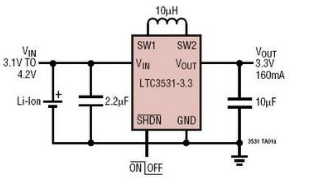 10µH
SW1 SW2
VIN
3.1V TO
4.2V
VIN VOUT
LTC3531-3.3
VOUT
3.3V
160mA
Li-Ion
+
2.2µF
10µF
SHDN GND
3531 TA01a
ON OFF